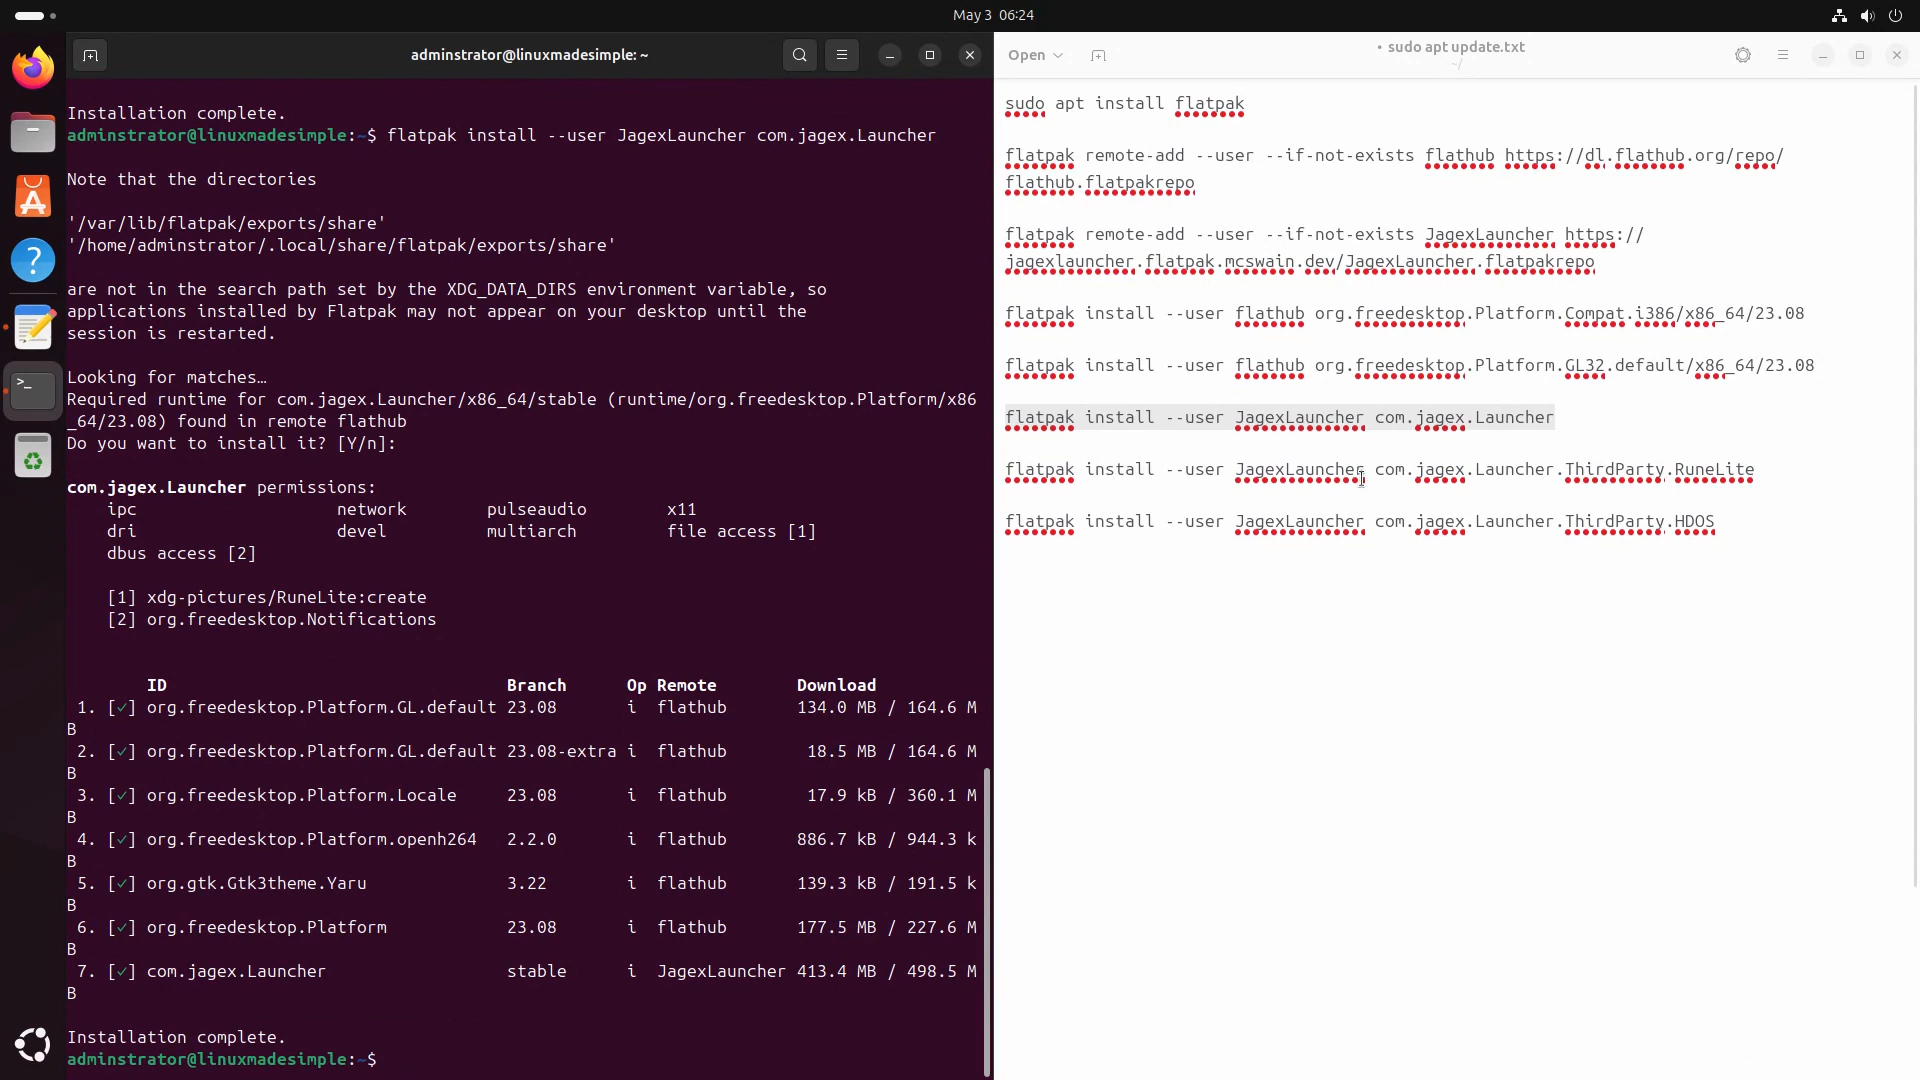 May 3 06:24
adminstrator@linuxmadesimple: ~
Installation complete.
adminstrator@linuxmadesimple:~$ flatpak install --user JagexLauncher com.jagex.Launcher
Note that the directories
'/var/lib/flatpak/exports/share'
'/home/adminstrator/.local/share/flatpak/exports/share'
are not in the search path set by the XDG_DATA_DIRS environment variable, so
applications installed by Flatpak may not appear on your desktop until the
session is restarted.
Looking for matches…
Required runtime for com.jagex.Launcher/x86_64/stable (runtime/org.freedesktop.Platform/x86
_64/23.08) found in remote flathub
Do you want to install it? [Y/n]:
com.jagex.Launcher permissions:
ipc network pulseaudio x11
dri devel multiarch file access [1]
dbus access [2]
[1] xdg-pictures/RuneLite:create
[2] org.freedesktop.Notifications
ID Branch Op Remote Download
1. [✓] org.freedesktop.Platform.GL.default 23.08 i flathub 134.0 MB / 164.6 M
B
2. [✓] org.freedesktop.Platform.GL.default 23.08-extra i flathub 18.5 MB / 164.6 M
B
3. [✓] org.freedesktop.Platform.Locale 23.08 i flathub 17.9 kB / 360.1 M
B
4. [✓] org.freedesktop.Platform.openh264 2.2.0 i flathub 886.7 kB / 944.3 k
B
5. [✓] org.gtk.Gtk3theme.Yaru 3.22 i flathub 139.3 kB / 191.5 k
B
6. [✓] org.freedesktop.Platform 23.08 i flathub 177.5 MB / 227.6 M
B
7. [✓] com.jagex.Launcher stable i JagexLauncher 413.4 MB / 498.5 M
B
Installation complete.
adminstrator@linuxmadesimple:~$
Open
• sudo apt update.txt
~/
sudo apt install flatpak
flatpak remote-add --user --if-not-exists flathub https://dl.flathub.org/repo/
flathub.flatpakrepo
flatpak remote-add --user --if-not-exists JagexLauncher https://
jagexlauncher.flatpak.mcswain.dev/JagexLauncher.flatpakrepo
flatpak install --user flathub org.freedesktop.Platform.Compat.i386/x86_64/23.08
flatpak install --user flathub org.freedesktop.Platform.GL32.default/x86_64/23.08
flatpak install --user JagexLauncher com.jagex.Launcher
flatpak install --user JagexLauncher com.jagex.Launcher.ThirdParty.RuneLite
flatpak install --user JagexLauncher com.jagex.Launcher.ThirdParty.HDOS